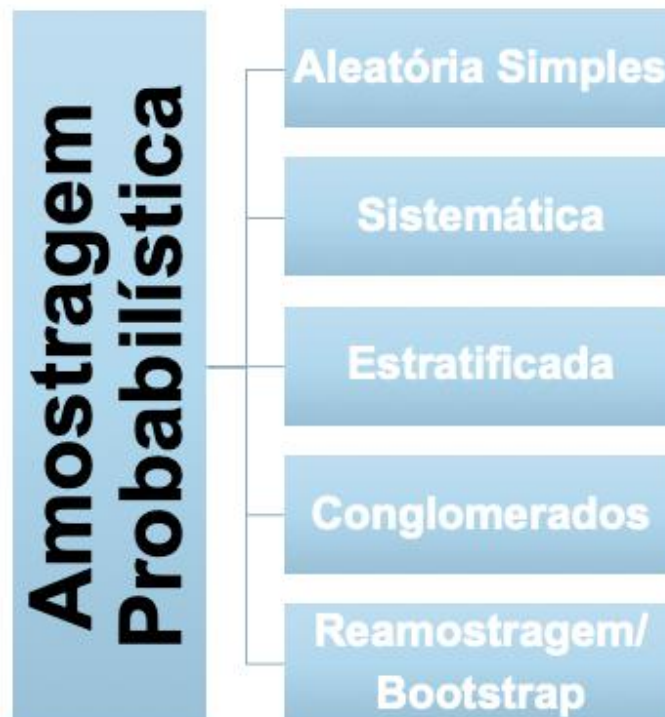 Amostragem
Probabilística
Aleatória Simples
Sistemática
Estratificada
Conglomerados
Reamostragem/
Bootstrap